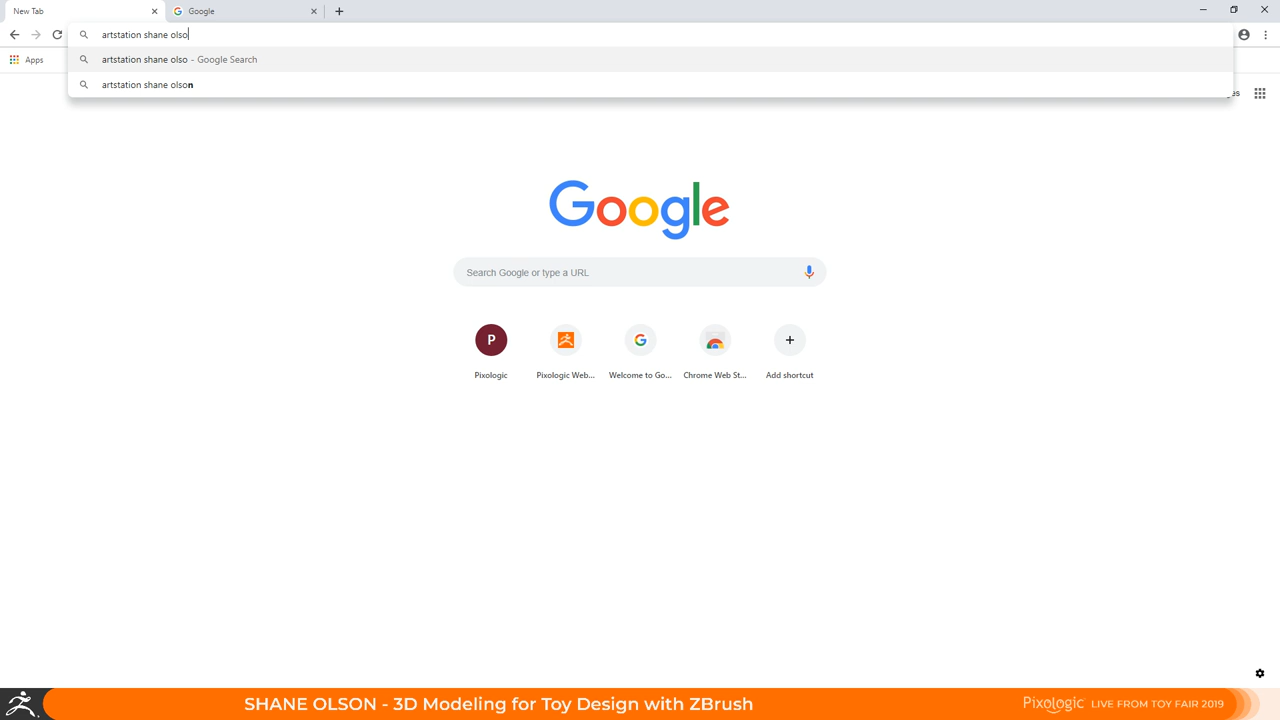 New Tab
Google
artstation shane olso
Apps
artstation shane olso - Google Search
artstation shane olson
Google
Search Google or type a URL
P
Pixologic
Pixologic Web...
Welcome to Go...
Chrome Web St...
Add shortcut
SHANE OLSON - 3D Modeling for Toy Design with ZBrush
Pixologic LIVE FROM TOY FAIR 2019